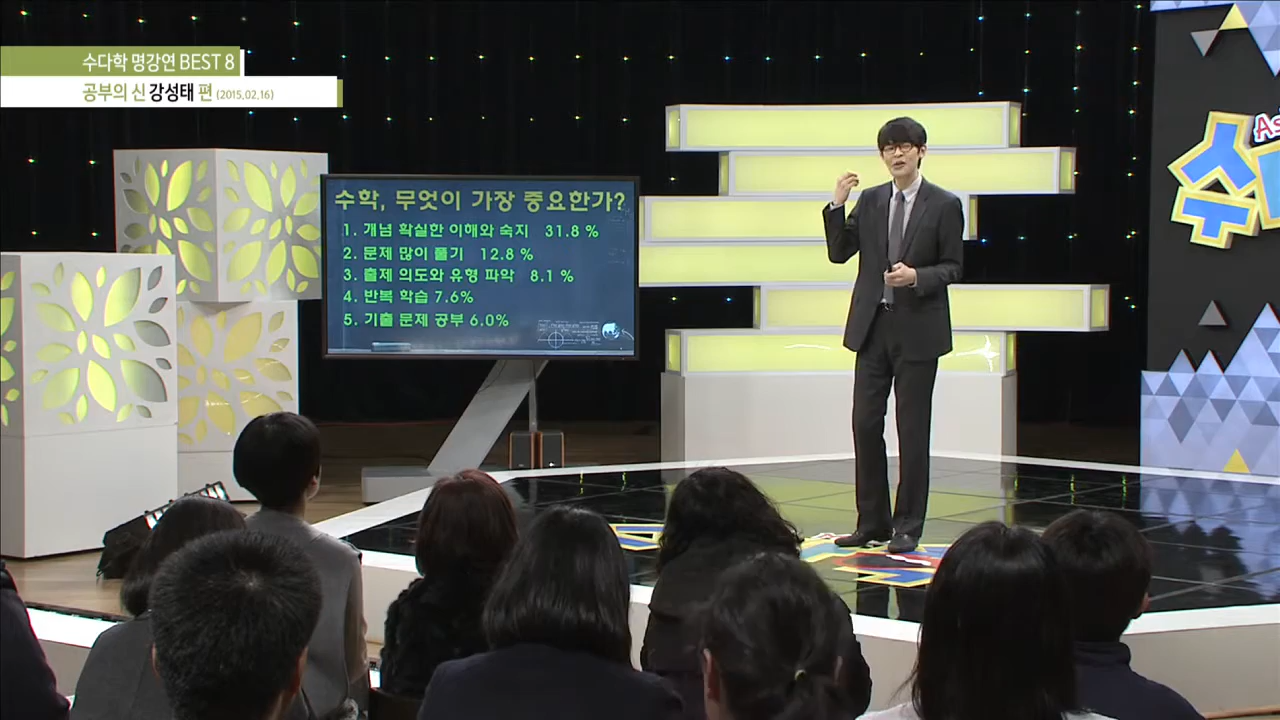 수다학 명강연 BEST 8
공부의 신 강성태 편 (2015.02.16)
수학, 무엇이 가장 중요한가?
1. 개념 확실한 이해와 숙지 31.8 %
2. 문제 많이 풀기 12.8 %
3. 출제 의도와 유형 파악 8.1 %
4. 반복 학습 7.6%
5. 기출 문제 공부 6.0%